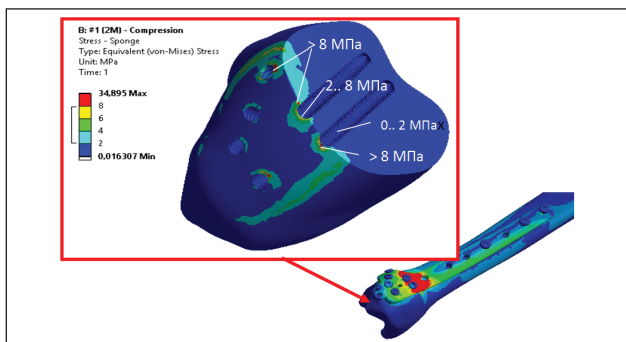 B: #1 (2M) - Compression
Stress - Sponge
Type: Equivalent (von-Mises) Stress
Unit: MPa
Time: 1
34,895 Max
8
6
4
2
0,016307 Min
> 8 МПа
2.. 8 МПа
0.. 2 МПа
x
> 8 МПа